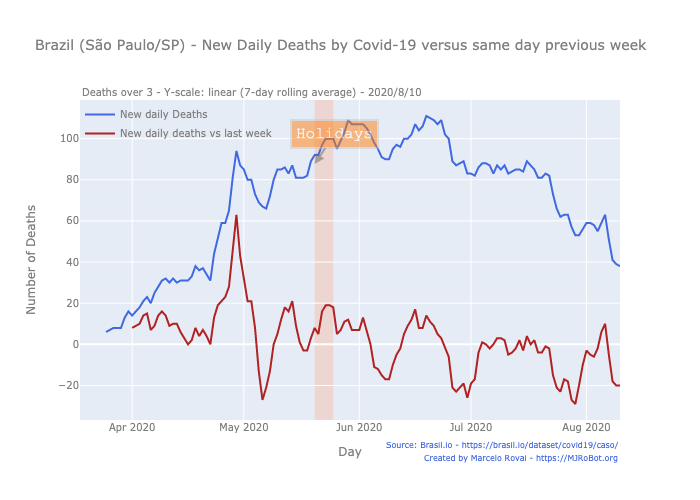 Brazil (São Paulo/SP) - New Daily Deaths by Covid-19 versus same day previous week
Deaths over 3 - Y-scale: linear (7-day rolling average) - 2020/8/10
New daily Deaths
New daily deaths vs last week
Holidays
Number of Deaths
100
80
60
40
20
0
−20
Apr 2020
May 2020
Jun 2020
Jul 2020
Aug 2020
Day
Source: Brasil.io - https://brasil.io/dataset/covid19/caso/
Created by Marcelo Rovai - https://MJRoBot.org